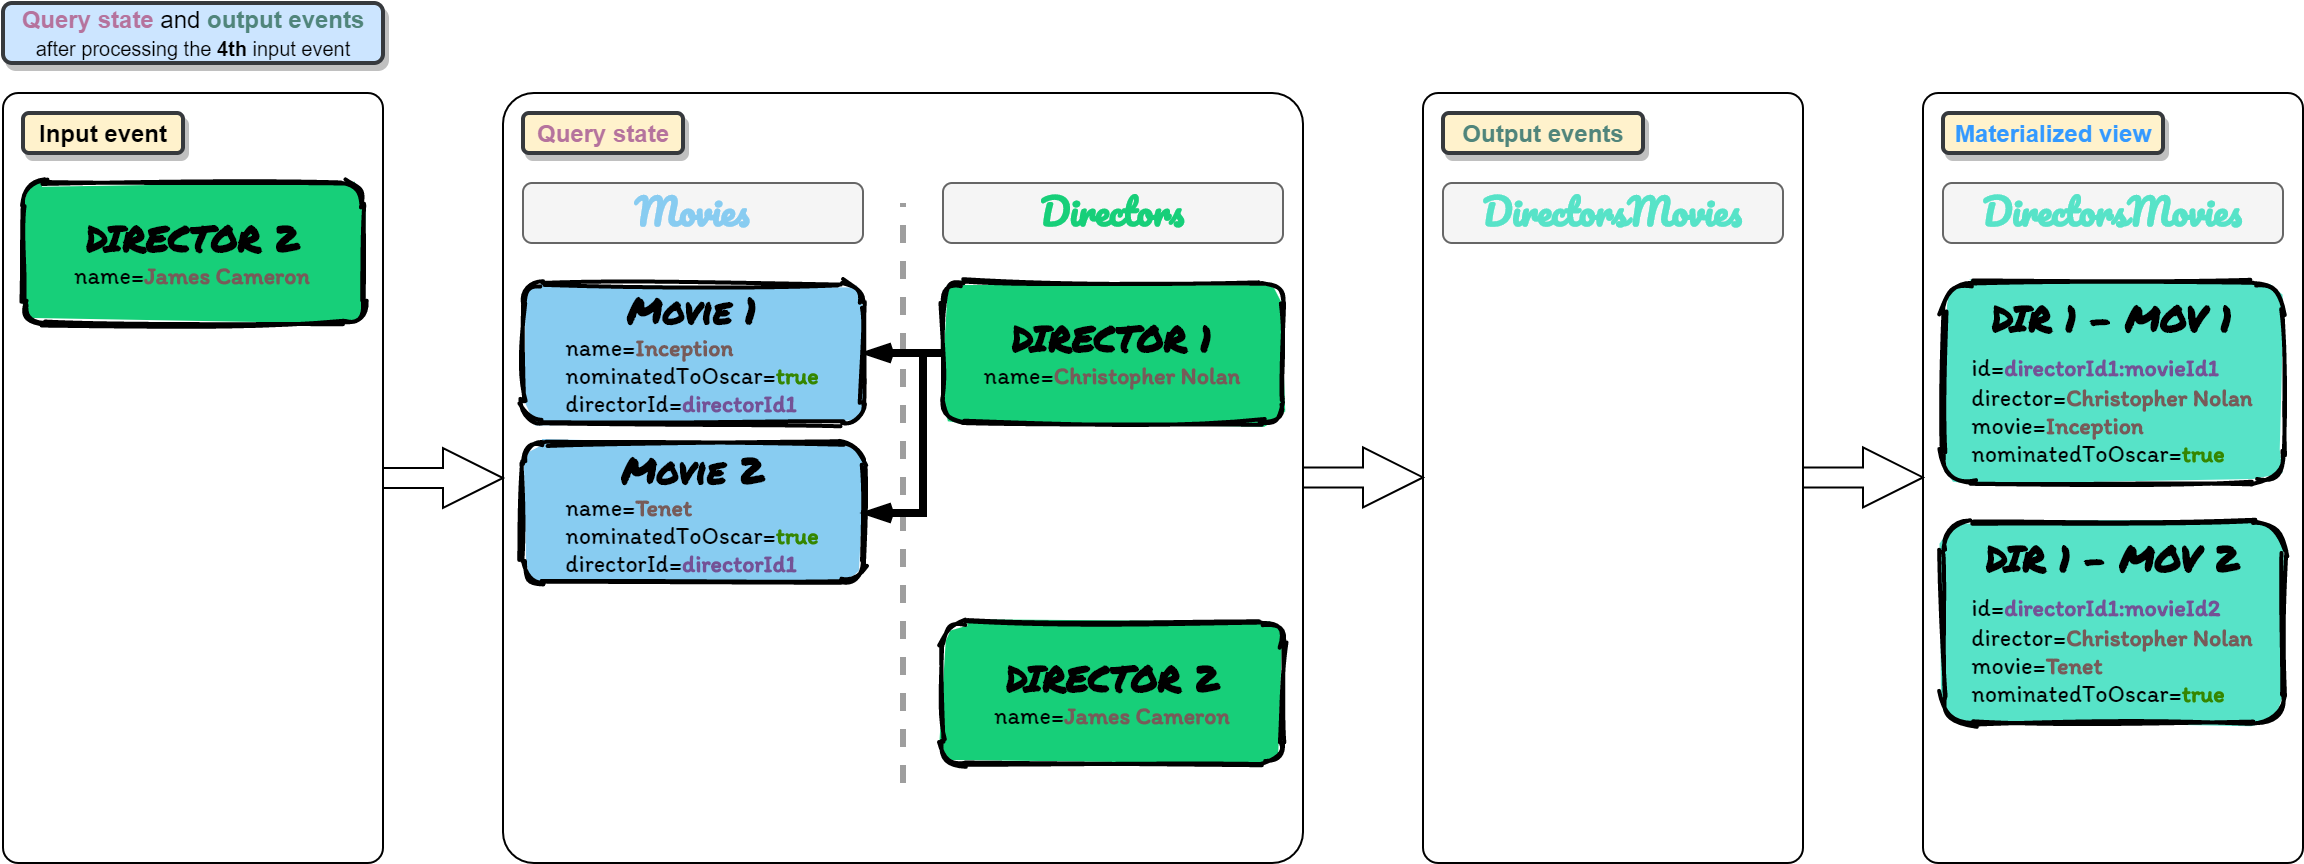 Query state and output events
after processing the 4th input event
Input event
DIRECTOR 2
name=James Cameron
Query state
Movies
Directors
MOVIE 1
name=Inception
nominatedToOscar=true
directorId=directorId1
DIRECTOR 1
name=Christopher Nolan
MOVIE 2
name=Tenet
nominatedToOscar=true
directorId=directorId1
DIRECTOR 2
name=James Cameron
Output events
DirectorsMovies
Materialized view
DirectorsMovies
DIR 1 - MOV 1
id=directorId1:movieId1
director=Christopher Nolan
movie=Inception
nominatedToOscar=true
DIR 1 - MOV 2
id=directorId1:movieId2
director=Christopher Nolan
movie=Tenet
nominatedToOscar=true